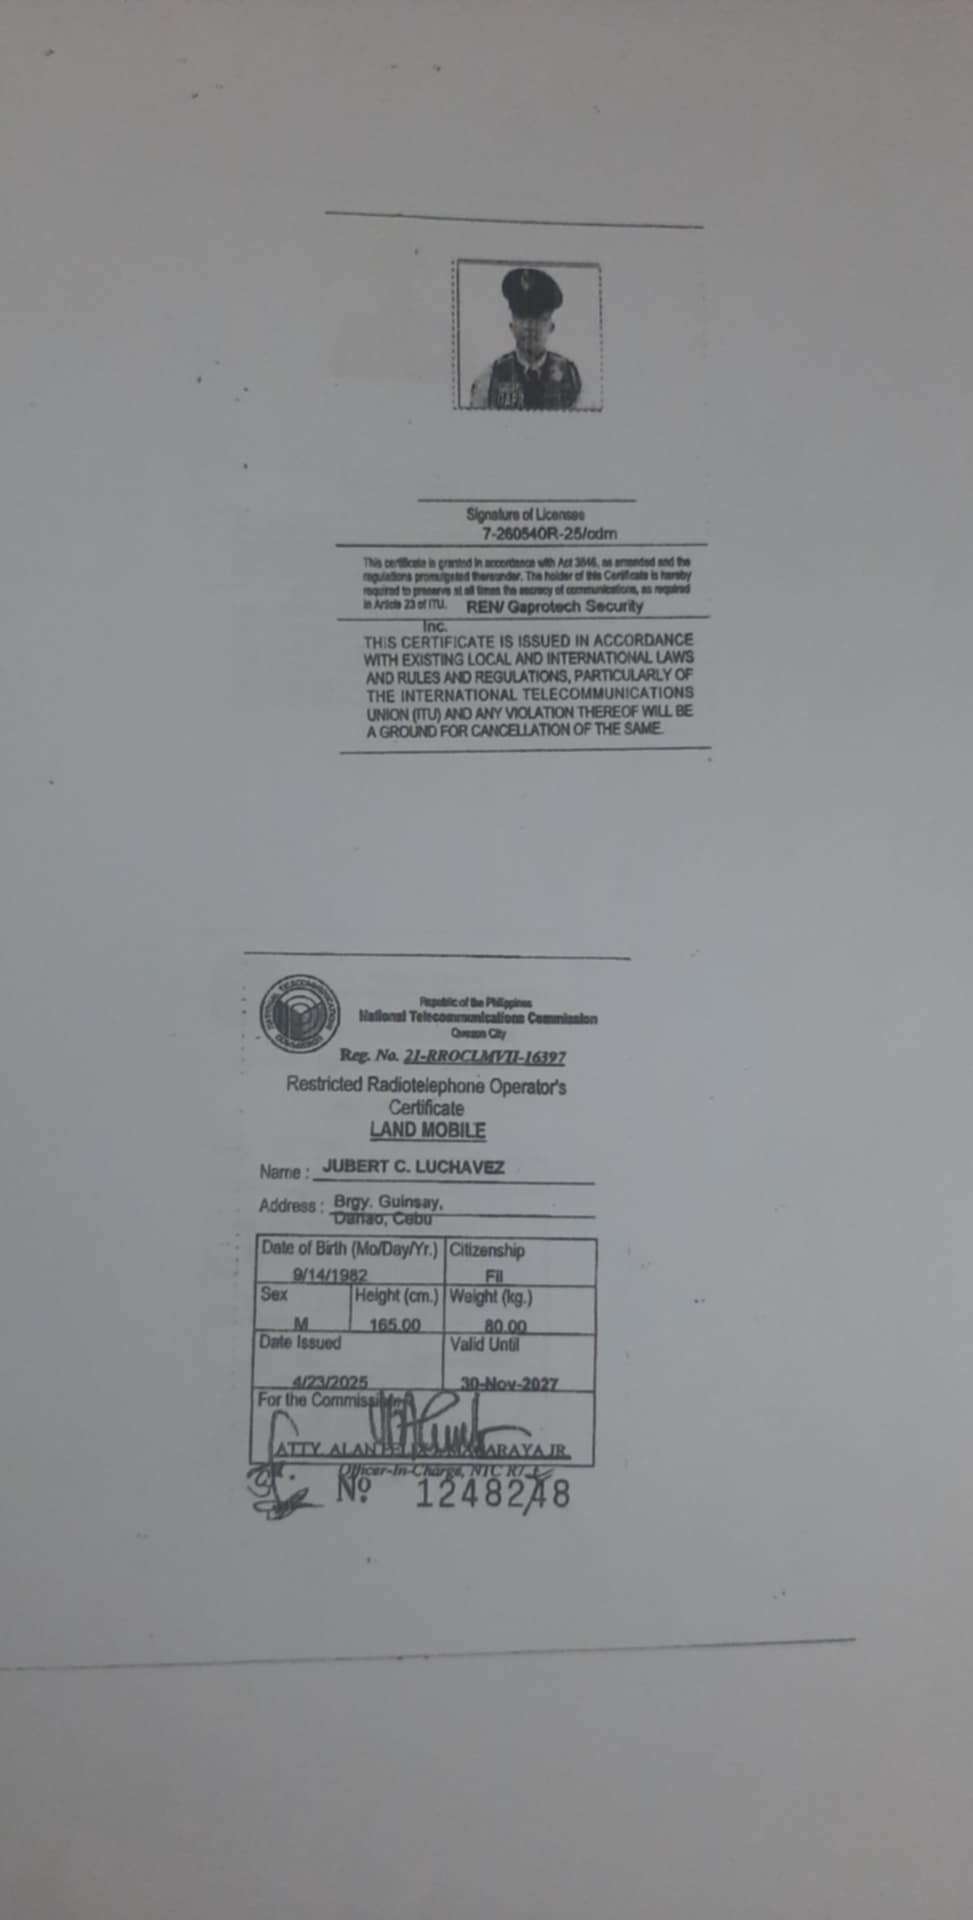 Signature of Licensee
7-260540R-25/odm
This certificate is granted in accordance with Act 3846, as amended and the
regulations promulgated thereunder. The holder of this Certificate is hereby
required to preserve at all times the secrecy of communications, as required
in Article 23 of ITU. REN/ Gaprotech Security
Inc.
THIS CERTIFICATE IS ISSUED IN ACCORDANCE
WITH EXISTING LOCAL AND INTERNATIONAL LAWS
AND RULES AND REGULATIONS, PARTICULARLY OF
THE INTERNATIONAL TELECOMMUNICATIONS
UNION (ITU) AND ANY VIOLATION THEREOF WILL BE
A GROUND FOR CANCELLATION OF THE SAME.
Republic of the Philippines
National Telecommunications Commission
Quezon City
Reg. No. 21-RROCLMVII-16397
Restricted Radiotelephone Operator's
Certificate
LAND MOBILE
Name : JUBERT C. LUCHAVEZ
Address : Brgy. Guinsay,
Danao, Cebu
Date of Birth (Mo/Day/Yr.) Citizenship
9/14/1982 Fil
Sex Height (cm.) Weight (kg.)
M 165.00 80.00
Date Issued Valid Until
4/23/2025 30-Nov-2027
For the Commission
ATTY. ALAN JR.
Officer-In-Charge, NTC
Nº 1248248